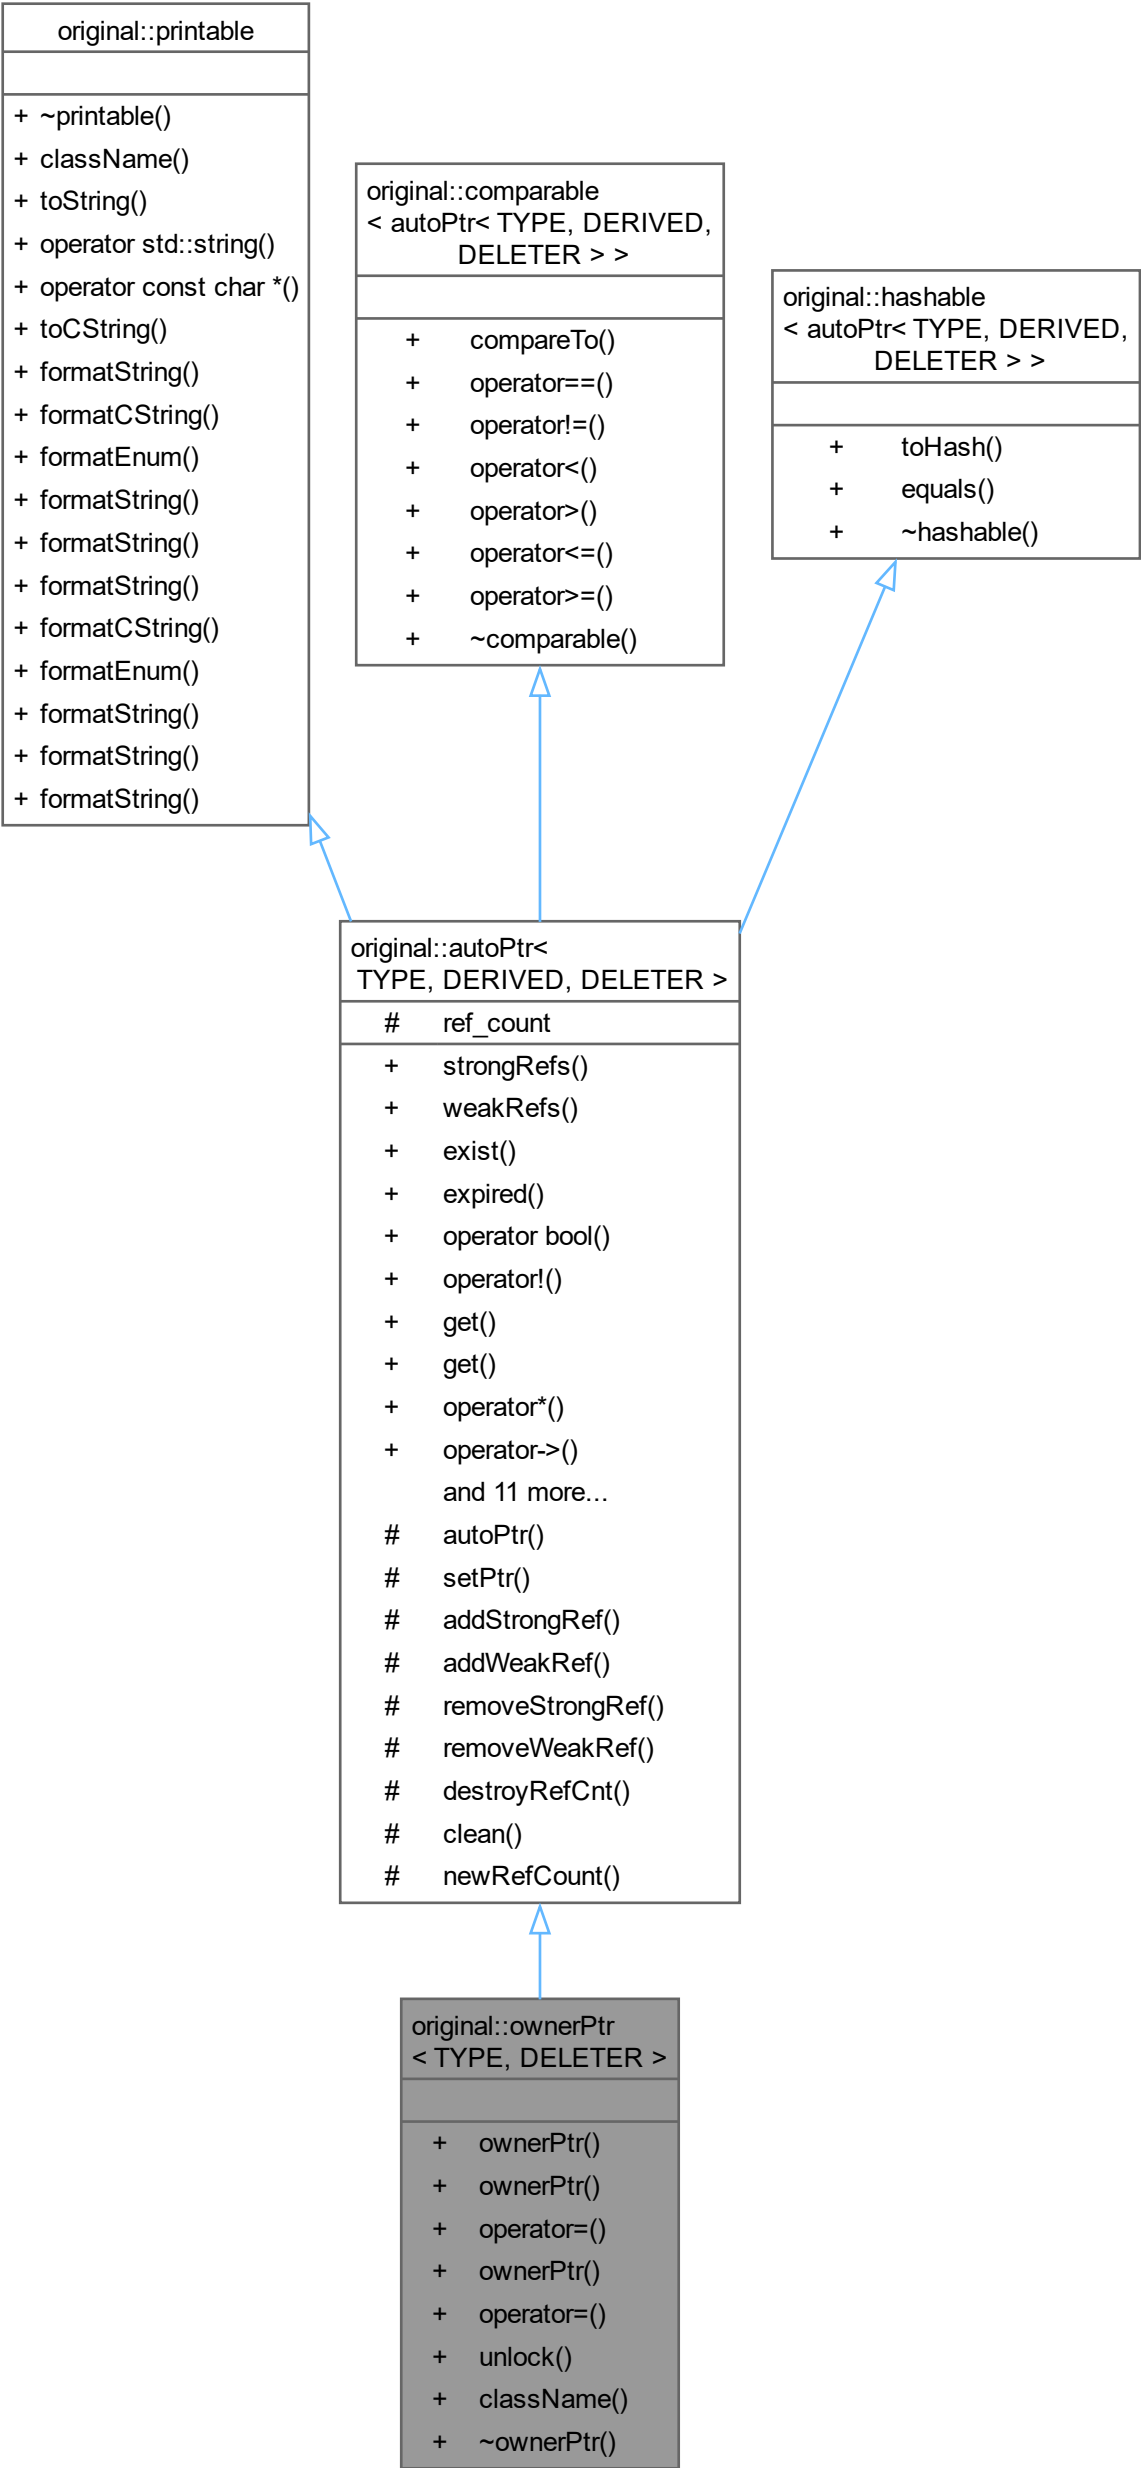 original::printable
+ ~printable()
+ className()
+ toString()
+ operator std::string()
+ operator const char *()
+ toCString()
+ formatString()
+ formatCString()
+ formatEnum()
+ formatString()
+ formatString()
+ formatString()
+ formatCString()
+ formatEnum()
+ formatString()
+ formatString()
+ formatString()
original::comparable
< autoPtr< TYPE, DERIVED,
DELETER > >
+ compareTo()
+ operator==()
+ operator!=()
+ operator<()
+ operator>()
+ operator<=()
+ operator>=()
+ ~comparable()
original::hashable
< autoPtr< TYPE, DERIVED,
DELETER > >
+ toHash()
+ equals()
+ ~hashable()
original::autoPtr<
TYPE, DERIVED, DELETER >
# ref_count
+ strongRefs()
+ weakRefs()
+ exist()
+ expired()
+ operator bool()
+ operator!()
+ get()
+ get()
+ operator*()
+ operator->()
and 11 more...
# autoPtr()
# setPtr()
# addStrongRef()
# addWeakRef()
# removeStrongRef()
# removeWeakRef()
# destroyRefCnt()
# clean()
# newRefCount()
original::ownerPtr
< TYPE, DELETER >
+ ownerPtr()
+ ownerPtr()
+ operator=()
+ ownerPtr()
+ operator=()
+ unlock()
+ className()
+ ~ownerPtr()